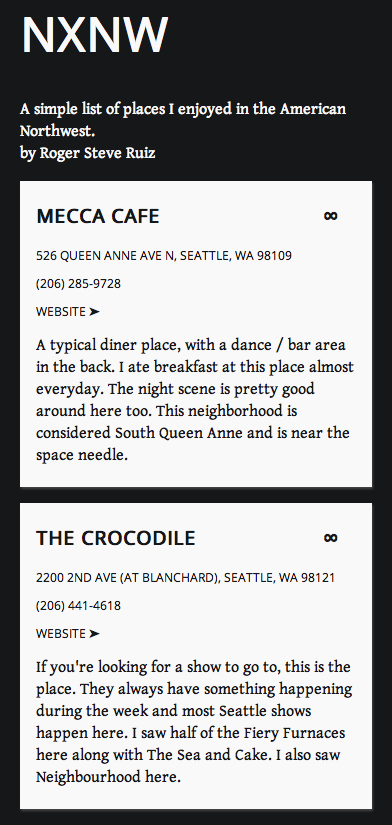 NXNW
A simple list of places I enjoyed in the American
Northwest.
by Roger Steve Ruiz
MECCA CAFE ∞
526 QUEEN ANNE AVE N, SEATTLE, WA 98109
(206) 285-9728
WEBSITE ➤
A typical diner place, with a dance / bar area
in the back. I ate breakfast at this place almost
everyday. The night scene is pretty good
around here too. This neighborhood is
considered South Queen Anne and is near the
space needle.
THE CROCODILE ∞
2200 2ND AVE (AT BLANCHARD), SEATTLE, WA 98121
(206) 441-4618
WEBSITE ➤
If you're looking for a show to go to, this is the
place. They always have something happening
during the week and most Seattle shows
happen here. I saw half of the Fiery Furnaces
here along with The Sea and Cake. I also saw
Neighbourhood here.